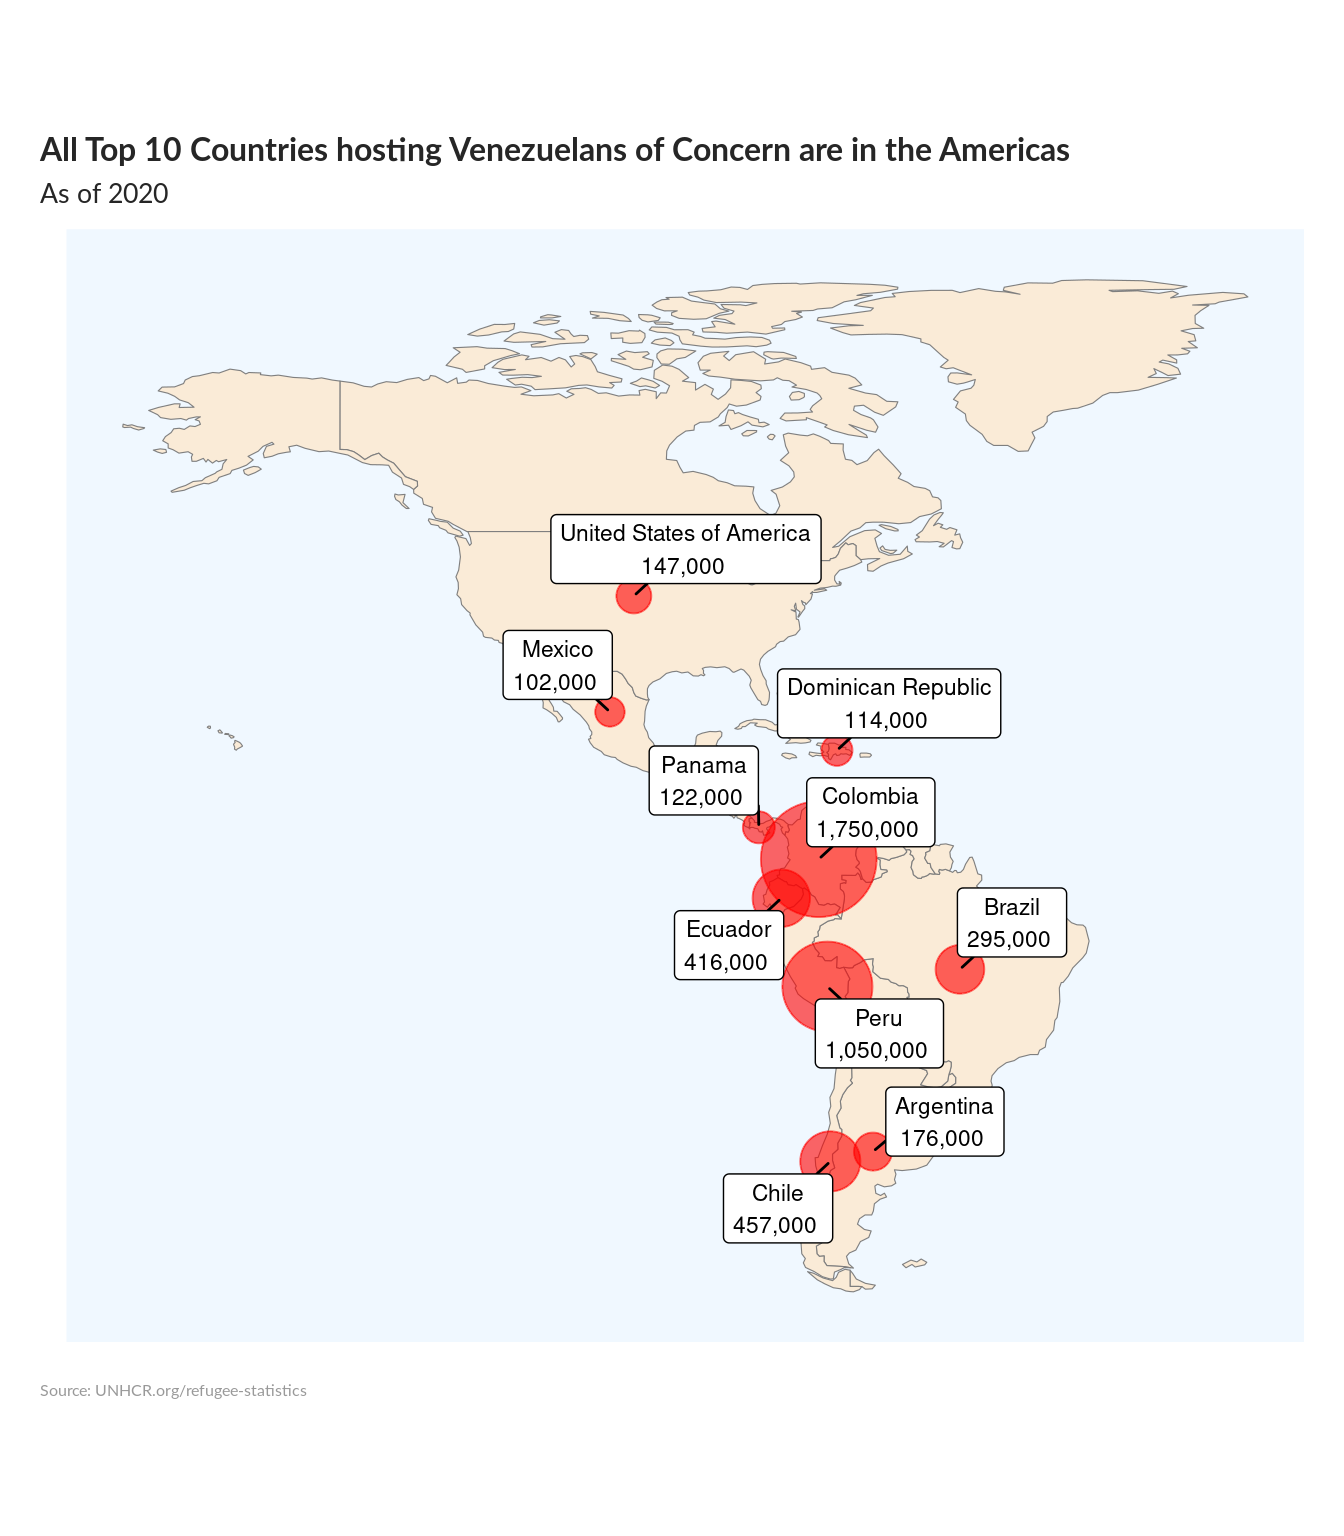 All Top 10 Countries hosting Venezuelans of Concern are in the Americas
As of 2020
United States of America
147,000
Mexico
102,000
Dominican Republic
114,000
Panama
122,000
Colombia
1,750,000
Brazil
295,000
Ecuador
416,000
Peru
1,050,000
Argentina
176,000
Chile
457,000
Source: UNHCR.org/refugee-statistics